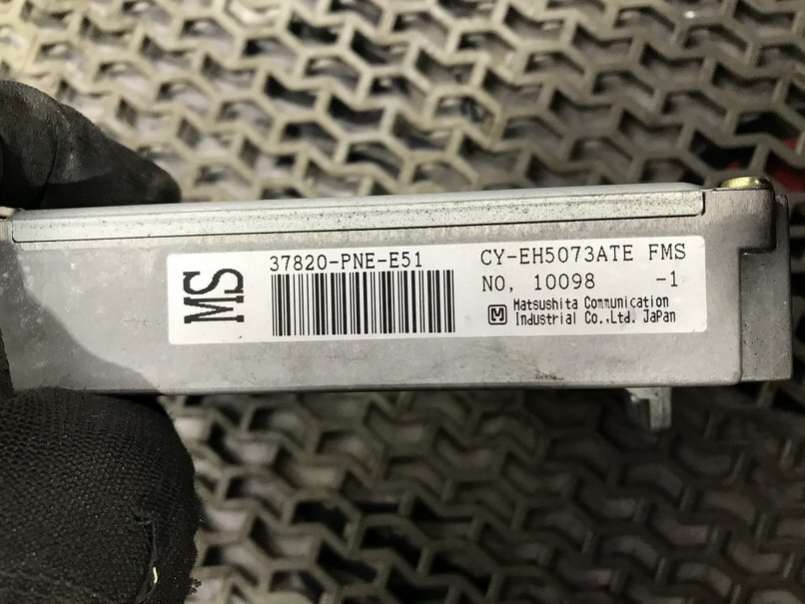 MS
37820-PNE-E51
CY-EH5073ATE FMS
NO, 10098 -1
M Matsushita Communication
Industrial Co.,Ltd. JaPan